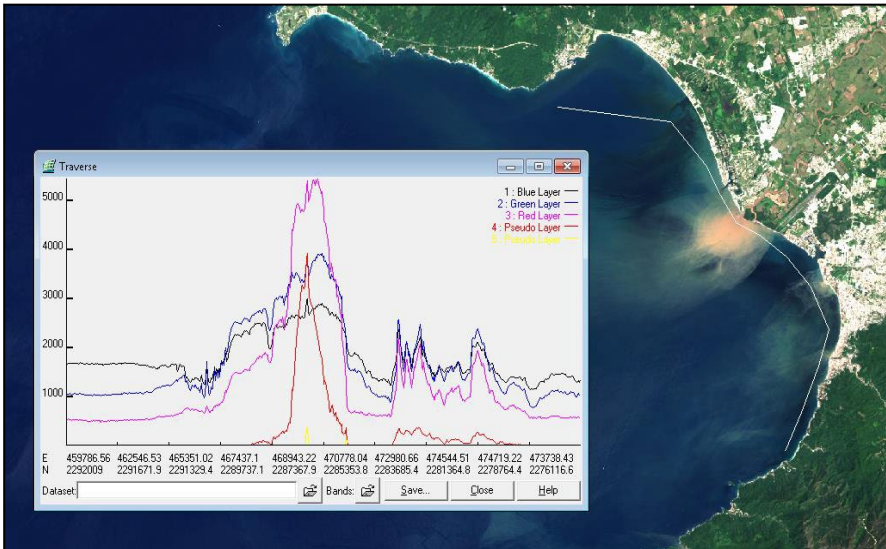 Traverse
5000
4000
3000
2000
1000
1 : Blue Layer
2 : Green Layer
3 : Red Layer
4 : Pseudo Layer
5 : Pseudo Layer
E 459786.56 462546.53 465351.02 467437.1 468943.22 470778.04 472980.66 474544.51 474719.22 473738.43
N 2292009 2291671.9 2291329.4 2289737.1 2287367.9 2285353.8 2283685.4 2281364.8 2278764.4 2276116.6
Dataset: Bands: Save... Close Help